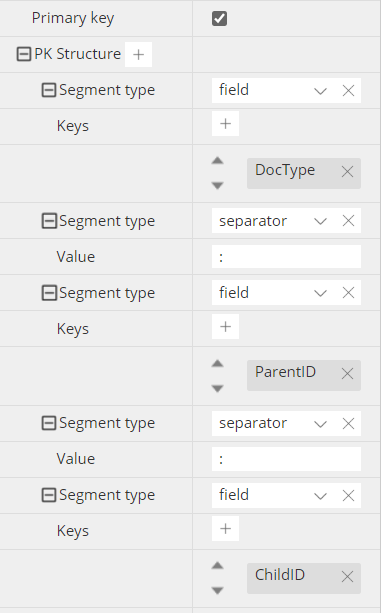 Primary key
PK Structure
Segment type field
Keys
DocType
Segment type separator
Value :
Segment type field
Keys
ParentID
Segment type separator
Value :
Segment type field
Keys
ChildID